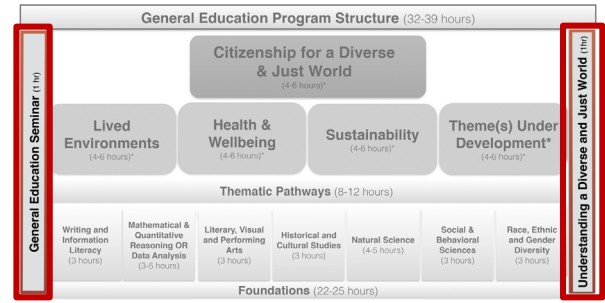 General Education Program Structure (32-39 hours)
General Education Seminar (1 hr)
Citizenship for a Diverse
& Just World
(4-6 hours)*
Lived
Environments
(4-6 hours)*
Health &
Wellbeing
(4-6 hours)*
Sustainability
(4-6 hours)*
Theme(s) Under
Development*
(4-6 hours)*
Thematic Pathways (8-12 hours)
Writing and
Information
Literacy
(3 hours)
Mathematical &
Quantitative
Reasoning OR
Data Analysis
(3-5 hours)
Literary, Visual
and Performing
Arts
(3 hours)
Historical and
Cultural Studies
(3 hours)
Natural Science
(4-5 hours)
Social &
Behavioral
Sciences
(3 hours)
Race, Ethnic
and Gender
Diversity
(3 hours)
Foundations (22-25 hours)
Understanding a Diverse and Just World (1hr)